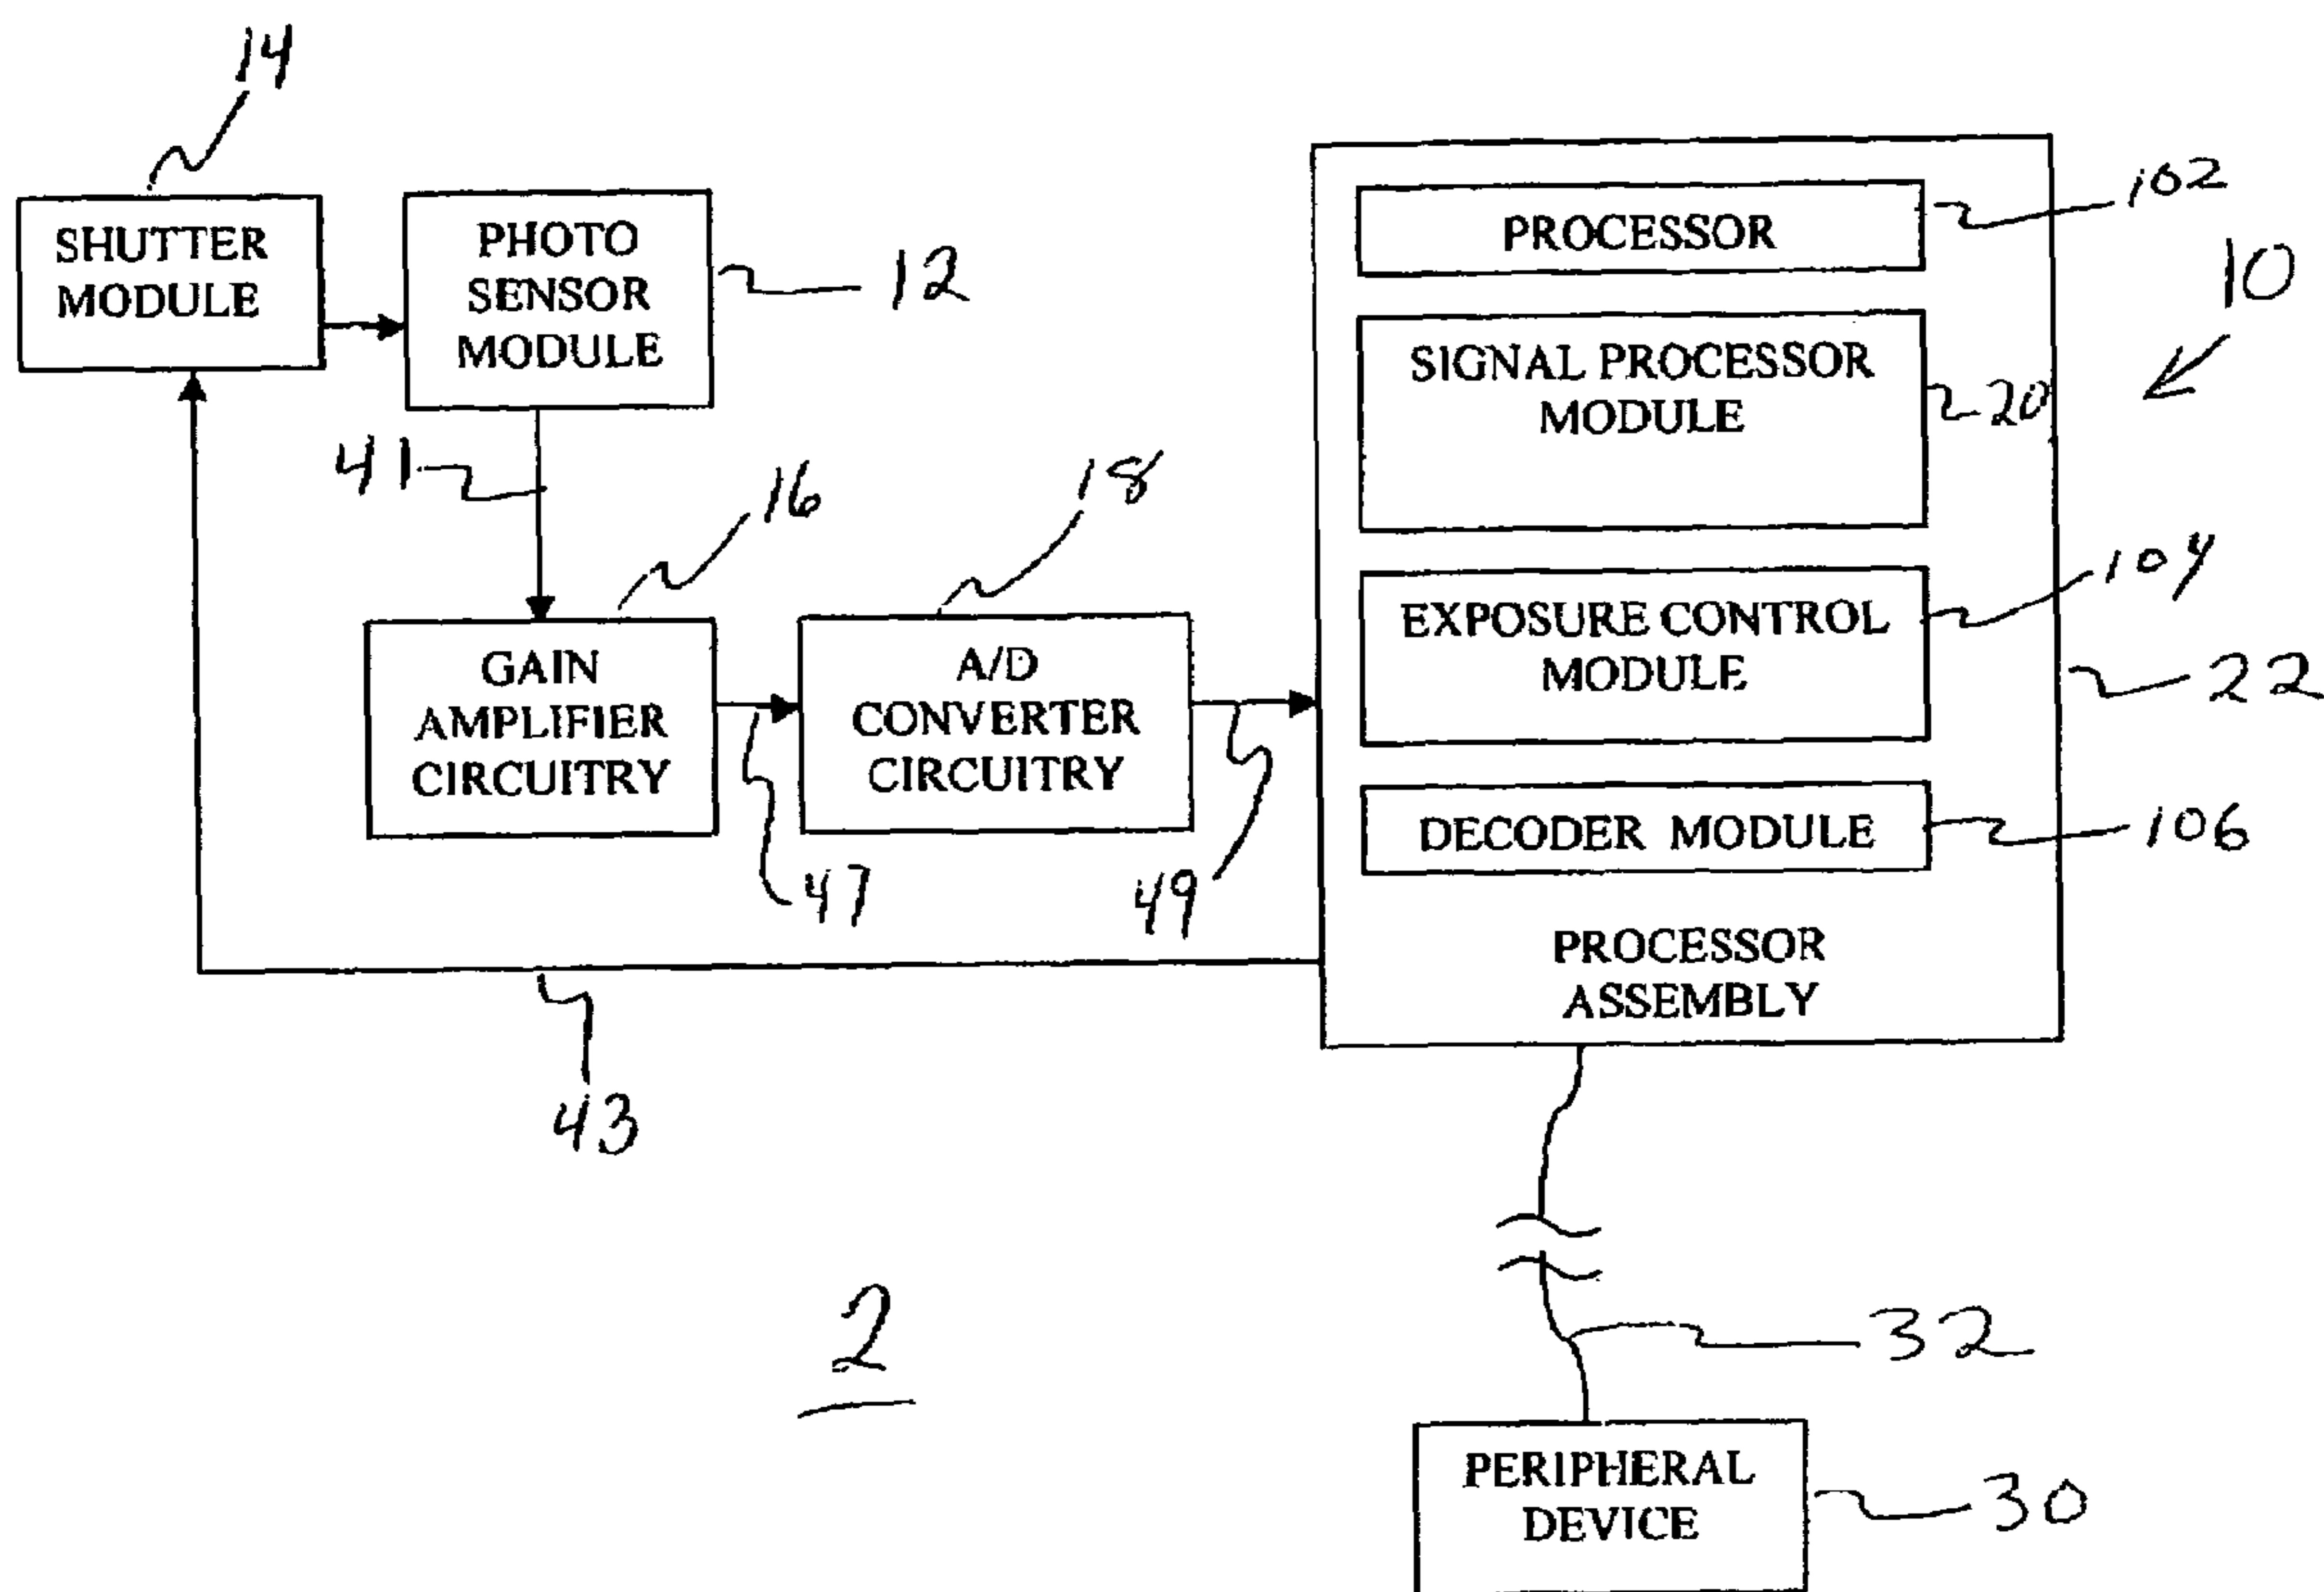 14
SHUTTER
MODULE
PHOTO
SENSOR
MODULE
12
41
16
18
GAIN
AMPLIFIER
CIRCUITRY
A/D
CONVERTER
CIRCUITRY
47
49
43
PROCESSOR
102
10
SIGNAL PROCESSOR
MODULE
20
EXPOSURE CONTROL
MODULE
104
22
DECODER MODULE
106
PROCESSOR
ASSEMBLY
2
32
PERIPHERAL
DEVICE
30